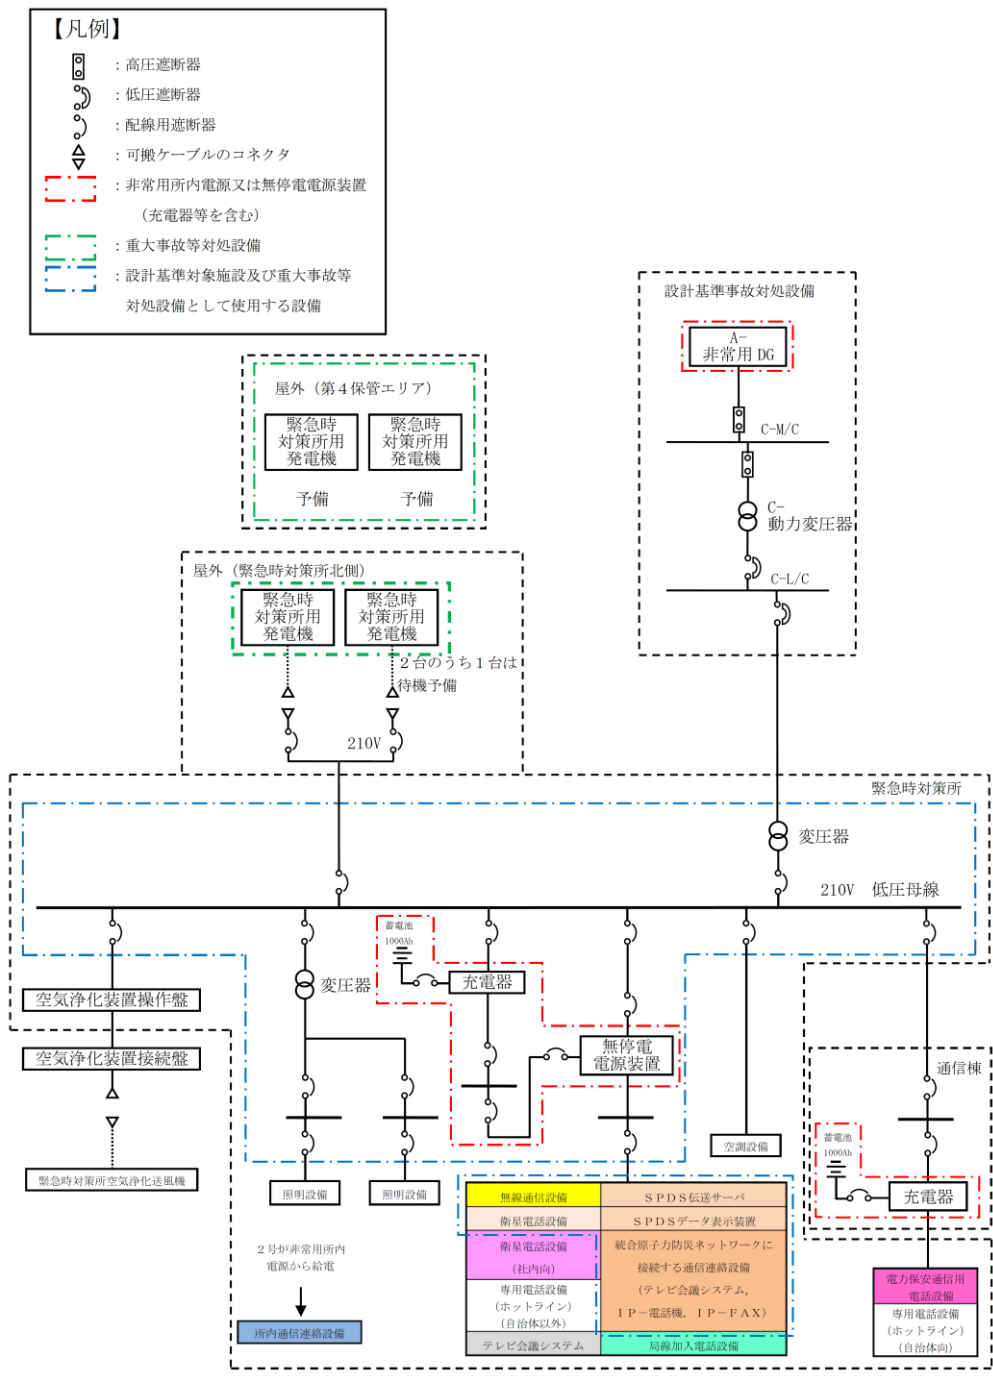 【凡例】
：高圧遮断器
：低圧遮断器
：配線用遮断器
：可搬ケーブルのコネクタ
：非常用所内電源又は無停電電源装置
（充電器等を含む）
：重大事故等対処設備
：設計基準対象施設及び重大事故等
対処設備として使用する設備
設計基準事故対処設備
A-
非常用 DG
C-M/C
C-
動力変圧器
C-L/C
屋外（第４保管エリア）
緊急時
対策所用
発電機
緊急時
対策所用
発電機
予備
予備
屋外（緊急時対策所北側）
緊急時
対策所用
発電機
緊急時
対策所用
発電機
２台のうち１台は
待機予備
210V
緊急時対策所
変圧器
210V 低圧母線
蓄電池
1000Ah
充電器
変圧器
空気浄化装置操作盤
空気浄化装置接続盤
無停電
電源装置
通信棟
蓄電池
1000Ah
充電器
空調設備
緊急時対策所空気浄化送風機
照明設備
照明設備
無線通信設備
ＳＰＤＳ伝送サーバ
衛星電話設備
ＳＰＤＳデータ表示装置
衛星電話設備
（社内向）
統合原子力防災ネットワークに
接続する通信連絡設備
（テレビ会議システム，
ＩＰ－電話機，ＩＰ－ＦＡＸ）
専用電話設備
（ホットライン）
（自治体以外）
テレビ会議システム
局線加入電話設備
２号炉非常用所内
電源から給電
所内通信連絡設備
電力保安通信用
電話設備
専用電話設備
（ホットライン）
（自治体向）